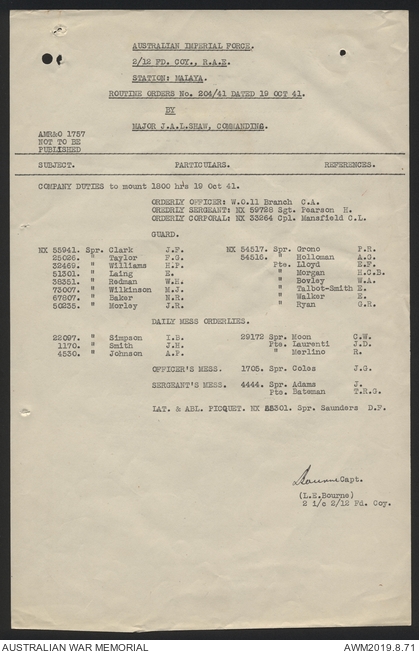 AUSTRALIAN IMPERIAL FORCE.
2/12 FD. COY., R.A.E.
STATION: MALAYA.
ROUTINE ORDERS No. 204/41 DATED 19 OCT 41.
BY
MAJOR J.A.L.SHAW, COMMANDING.
AMR&O 1757
NOT TO BE
PUBLISHED
SUBJECT. PARTICULARS. REFERENCES.
COMPANY DUTIES to mount 1800 hrs 19 Oct 41.
ORDERLY OFFICER: W.O.11 Branch C.A.
OREDRLY SERGEANT: NX 59728 Sgt. Pearson N.
ORDERLY CORPORAL: NX 33264 Cpl. Mansfield C.L.
GUARD.
NX 55941. Spr. Clark J.F. NX 54517. Spr. Grono P.R.
25026. " Taylor F.G. 54516. " Holloman A.G.
32469. " Williams H.P. Pte. Lloyd E.F.
51301. " Laing E. " Morgan H.C.B.
38351. " Redman W.H. " Bovley W.A.
73007. " Wilkinson M.J. " Talbot-Smith E.
67807. " Baker N.R. " Walker E.
50235. " Morley J.R. " Ryan G.H.
DAILY MESS ORDERLIES.
22097. " Simpson I.B. 29172 Spr. Moon C.W.
1170. " Smith J.H. Pte. Laurenti J.D.
4530. " Johnson A.P. " Merlino R.
OFFICER'S MESS. 1705. Spr. Coles J.G.
SERGEANT'S MESS. 4444. Spr. Adams J.
Pte. Bateman T.R.G.
LAT. & ABL. PICQUET. NX 5301. Spr. Saunders D.F.
Bourne Capt.
(L.H.Bourne)
2 i/c 2/12 Fd. Coy.
AUSTRALIAN WAR MEMORIAL
AWM2019.8.71